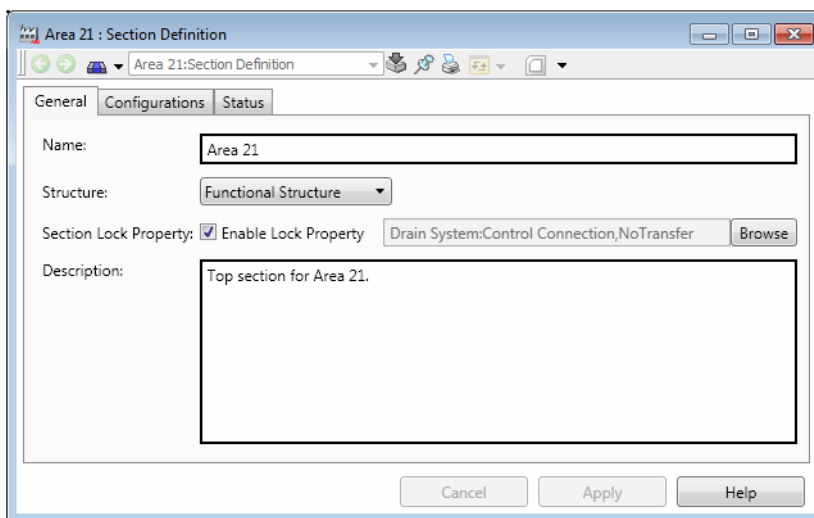 Area 21 : Section Definition
Area 21:Section Definition
General Configurations Status
Name: Area 21
Structure: Functional Structure
Section Lock Property: Enable Lock Property Drain System:Control Connection,NoTransfer Browse
Description: Top section for Area 21.
Cancel Apply Help